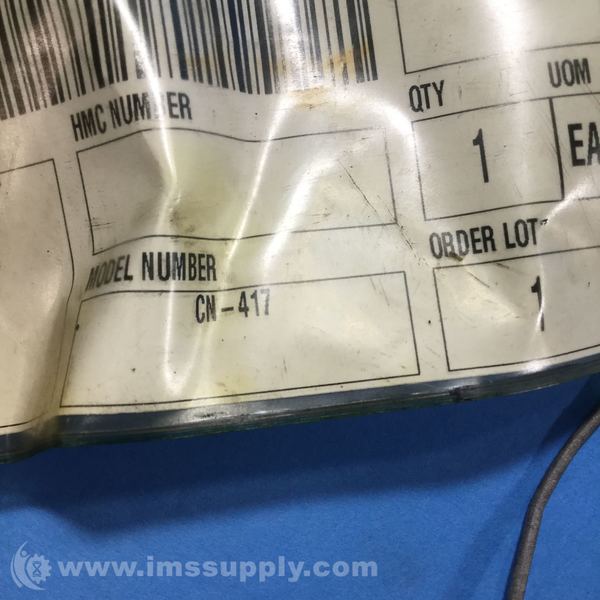 HMC NUMBER
QTY
UOM
1
EA
MODEL NUMBER
ORDER LOT
CN-417
1
www.imssupply.com